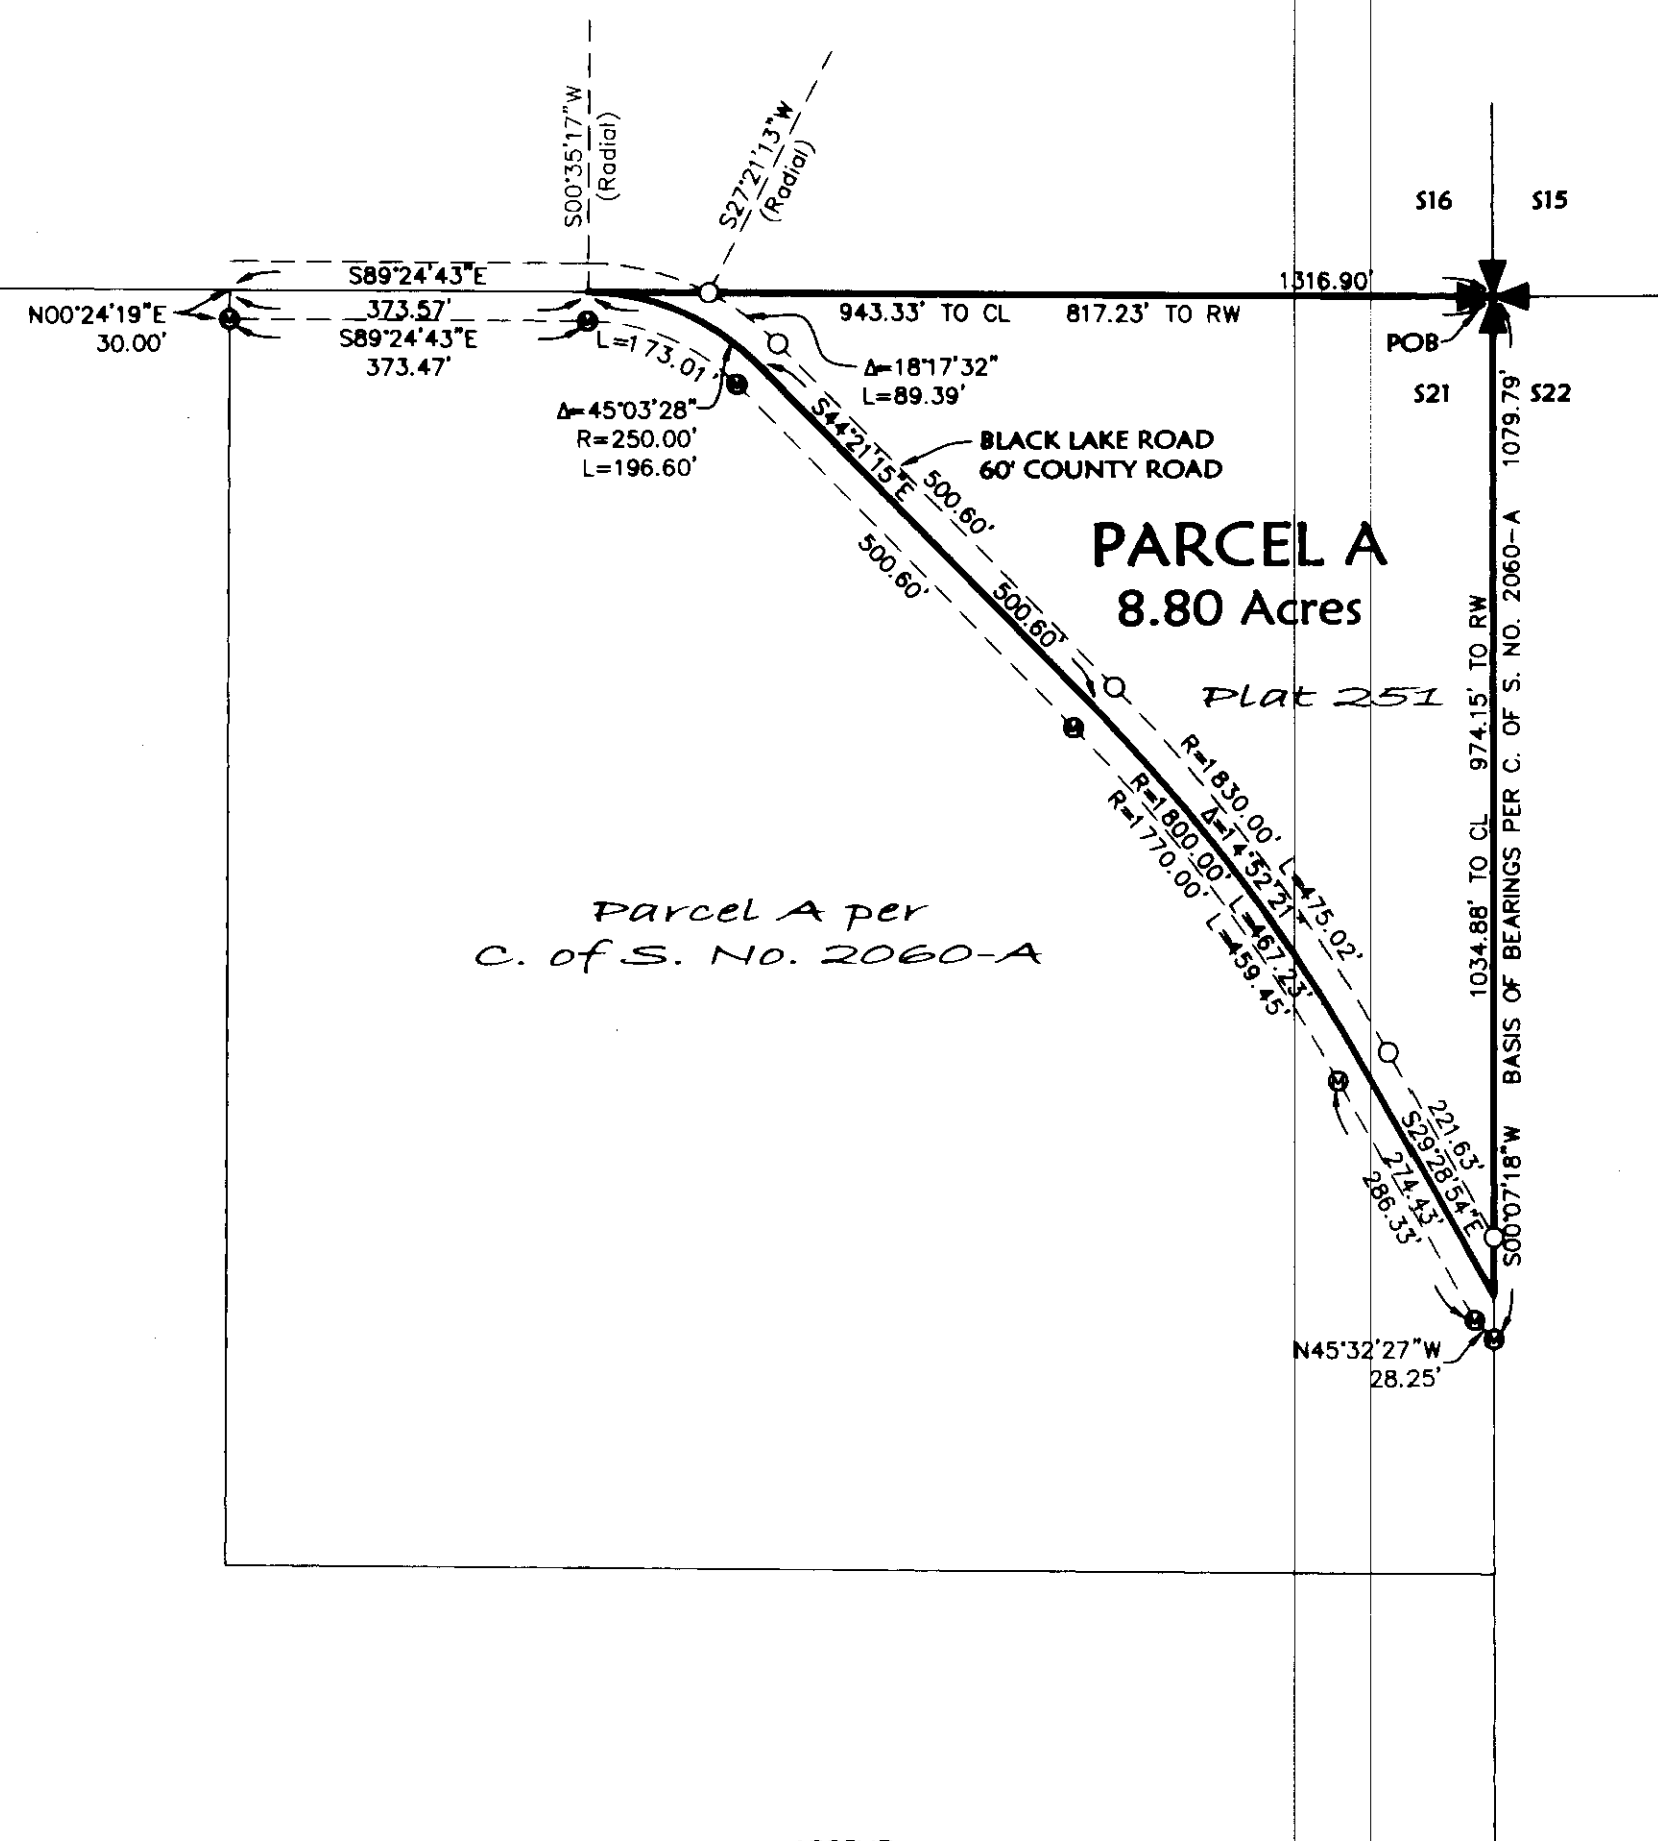 S00°35'17"W
(Radial)
S27°21'13"W
(Radial)
S16
S15
S89°24'43"E
1316.90'
N00°24'19"E
30.00'
373.57'
S89°24'43"E
373.47'
943.33' TO CL
817.23' TO RW
POB
L=173.01'
Δ=18°17'32"
L=89.39'
S21
S22
Δ=45°03'28"
R=250.00'
L=196.60'
S44°21'15"E
500.60'
BLACK LAKE ROAD
60' COUNTY ROAD
500.60'
500.60'
PARCEL A
8.80 Acres
Plat 251
R=1830.00' L=475.02'
Δ=14°52'21"
R=1800.00' L=467.23'
R=1770.00' L=459.45'
1034.88' TO CL 974.15' TO RW
S00°07'18"W BASIS OF BEARINGS PER C. OF S. NO. 2060-A 1079.79'
Parcel A per
C. of S. No. 2060-A
221.63'
S29°28'54"E
274.43'
286.33'
N45°32'27"W
28.25'